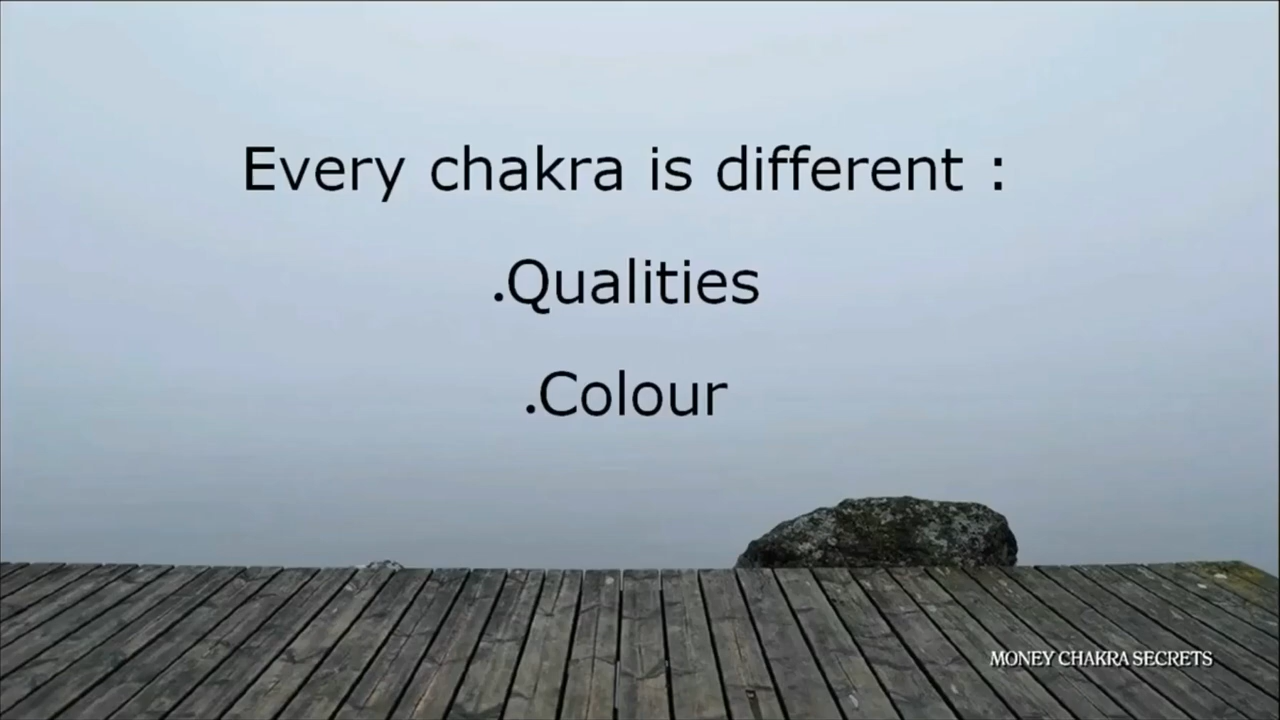 Every chakra is different :
.Qualities
.Colour
MONEY CHAKRA SECRETS